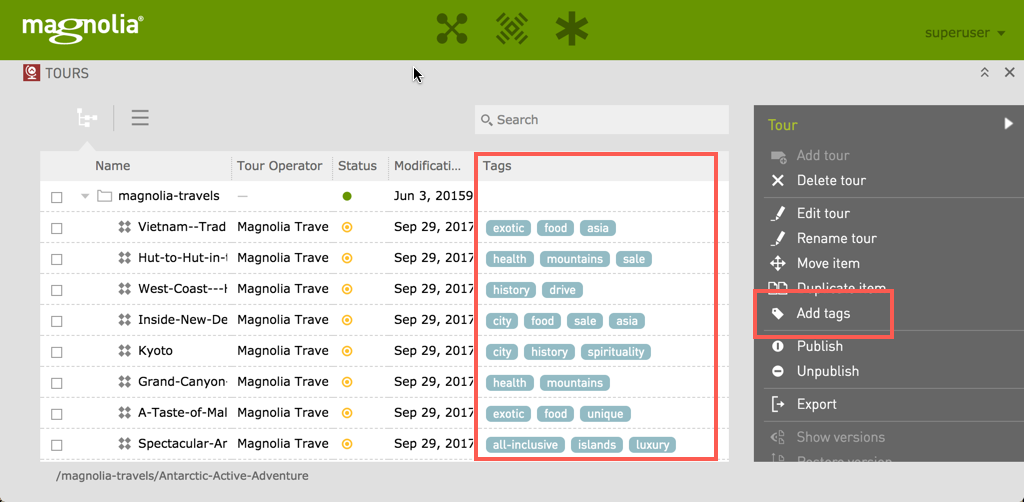 magnolia®
superuser
TOURS
Search
Name Tour Operator Status Modificati... Tags
magnolia-travels — Jun 3, 20159
Vietnam--Trad Magnolia Trave Sep 29, 2017 exotic food asia
Hut-to-Hut-in-t Magnolia Trave Sep 29, 2017 health mountains sale
West-Coast---H Magnolia Trave Sep 29, 2017 history drive
Inside-New-De Magnolia Trave Sep 29, 2017 city food sale asia
Kyoto Magnolia Trave Sep 29, 2017 city history spirituality
Grand-Canyon- Magnolia Trave Sep 29, 2017 health mountains
A-Taste-of-Mal Magnolia Trave Sep 29, 2017 exotic food unique
Spectacular-Ar Magnolia Trave Sep 29, 2017 all-inclusive islands luxury
/magnolia-travels/Antarctic-Active-Adventure
Tour
Add tour
Delete tour
Edit tour
Rename tour
Move item
Duplicate item
Add tags
Publish
Unpublish
Export
Show versions
Restore version